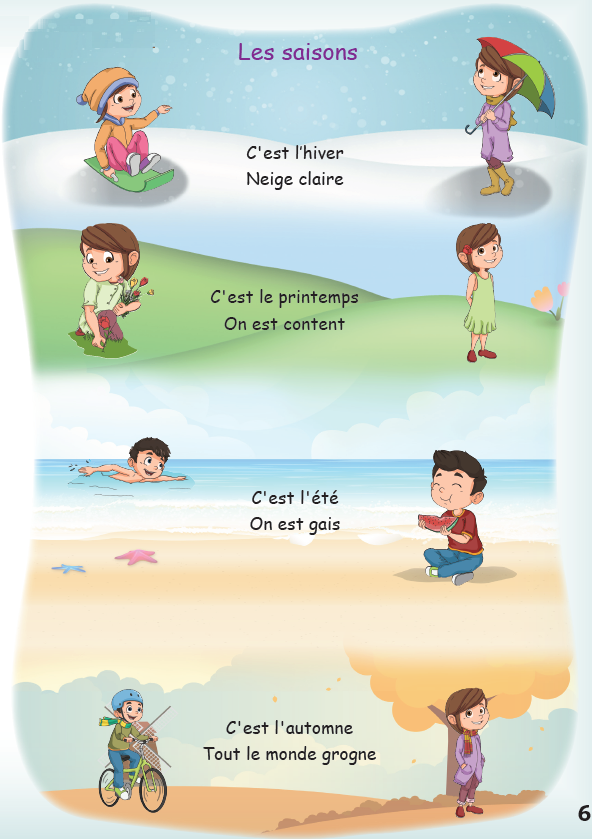 Les saisons
C'est l'hiver
Neige claire
C'est le printemps
On est content
C'est l'été
On est gais
C'est l'automne
Tout le monde grogne
6